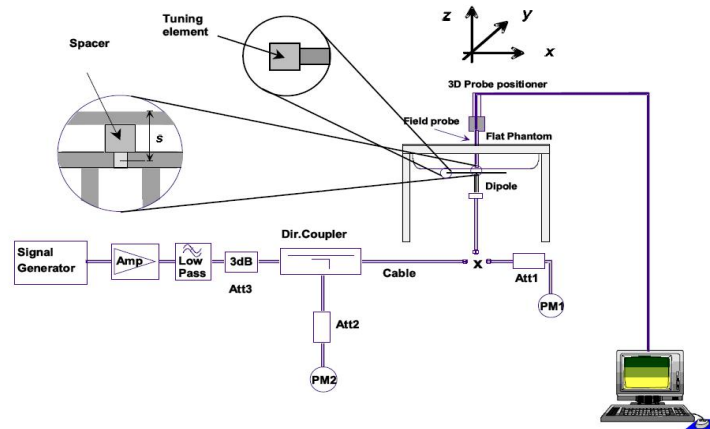 Tuning
element
Spacer
s
z
y
x
3D Probe positioner
Field probe
Flat Phantom
Dipole
Signal
Generator
Amp
Low
Pass
3dB
Att3
Dir.Coupler
Cable
x
Att1
PM1
Att2
PM2